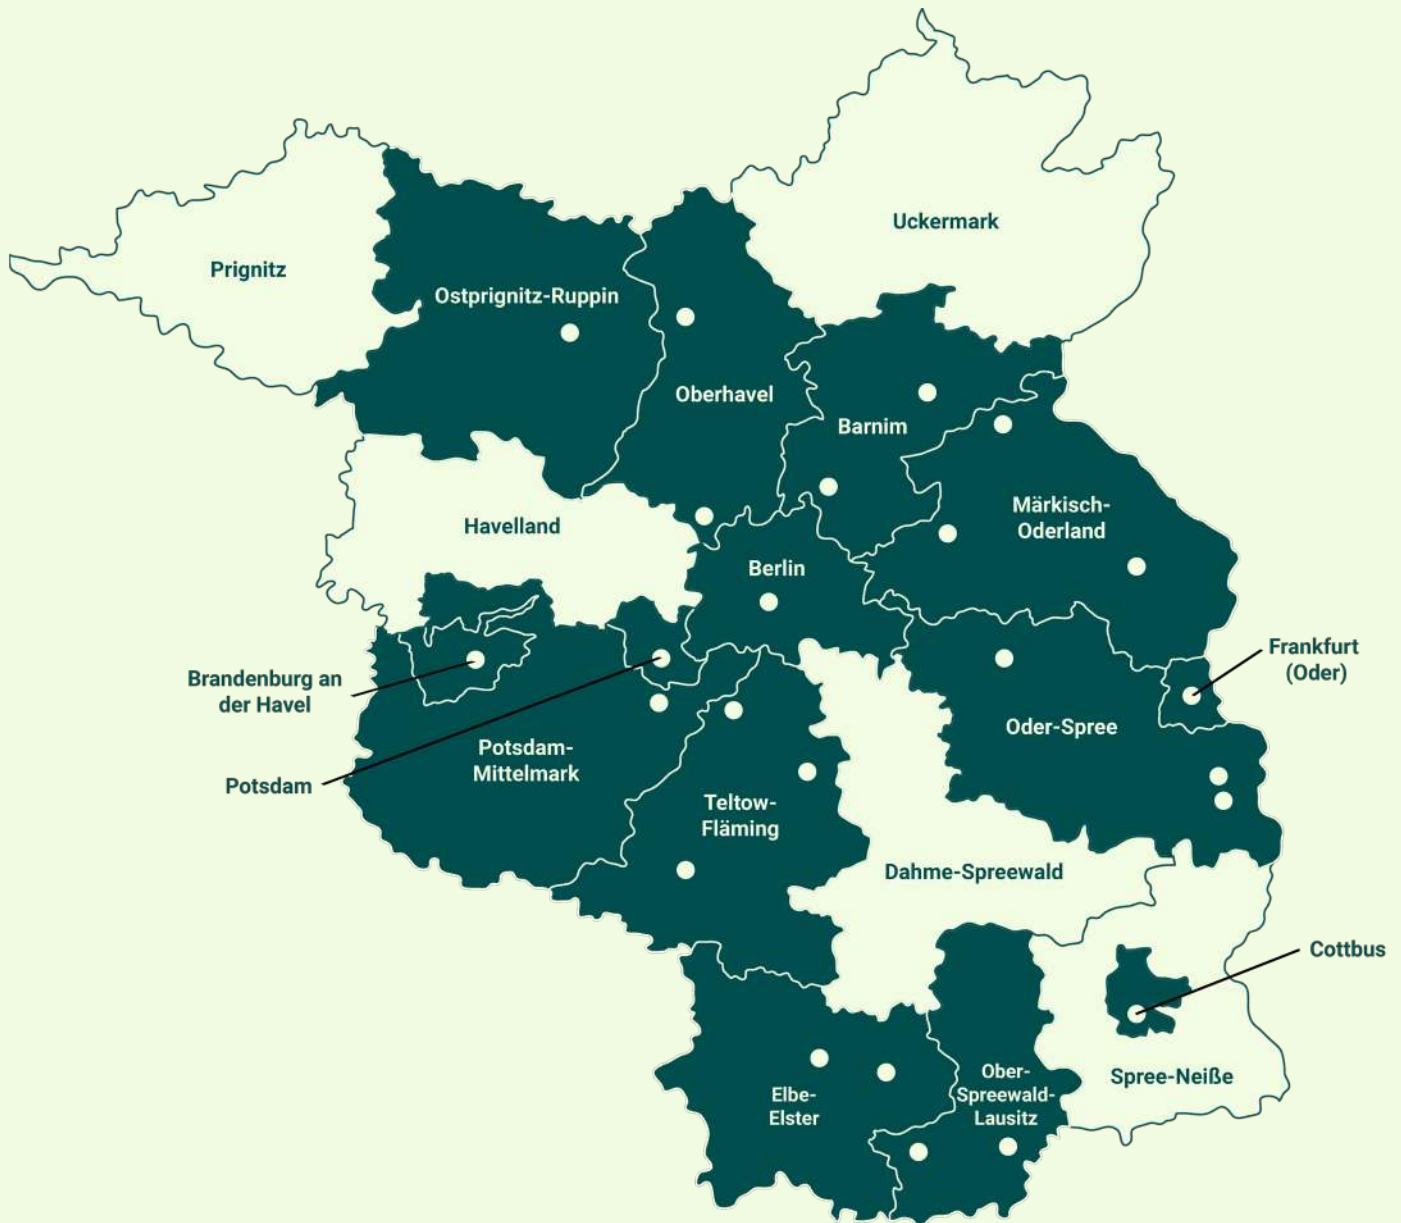 Uckermark
Prignitz
Ostprignitz-Ruppin
Oberhavel
Barnim
Märkisch-
Oderland
Havelland
Berlin
Frankfurt
(Oder)
Brandenburg an
der Havel
Oder-Spree
Potsdam-
Mittelmark
Potsdam
Teltow-
Fläming
Dahme-Spreewald
Cottbus
Ober-
Spreewald-
Lausitz
Spree-Neiße
Elbe-
Elster